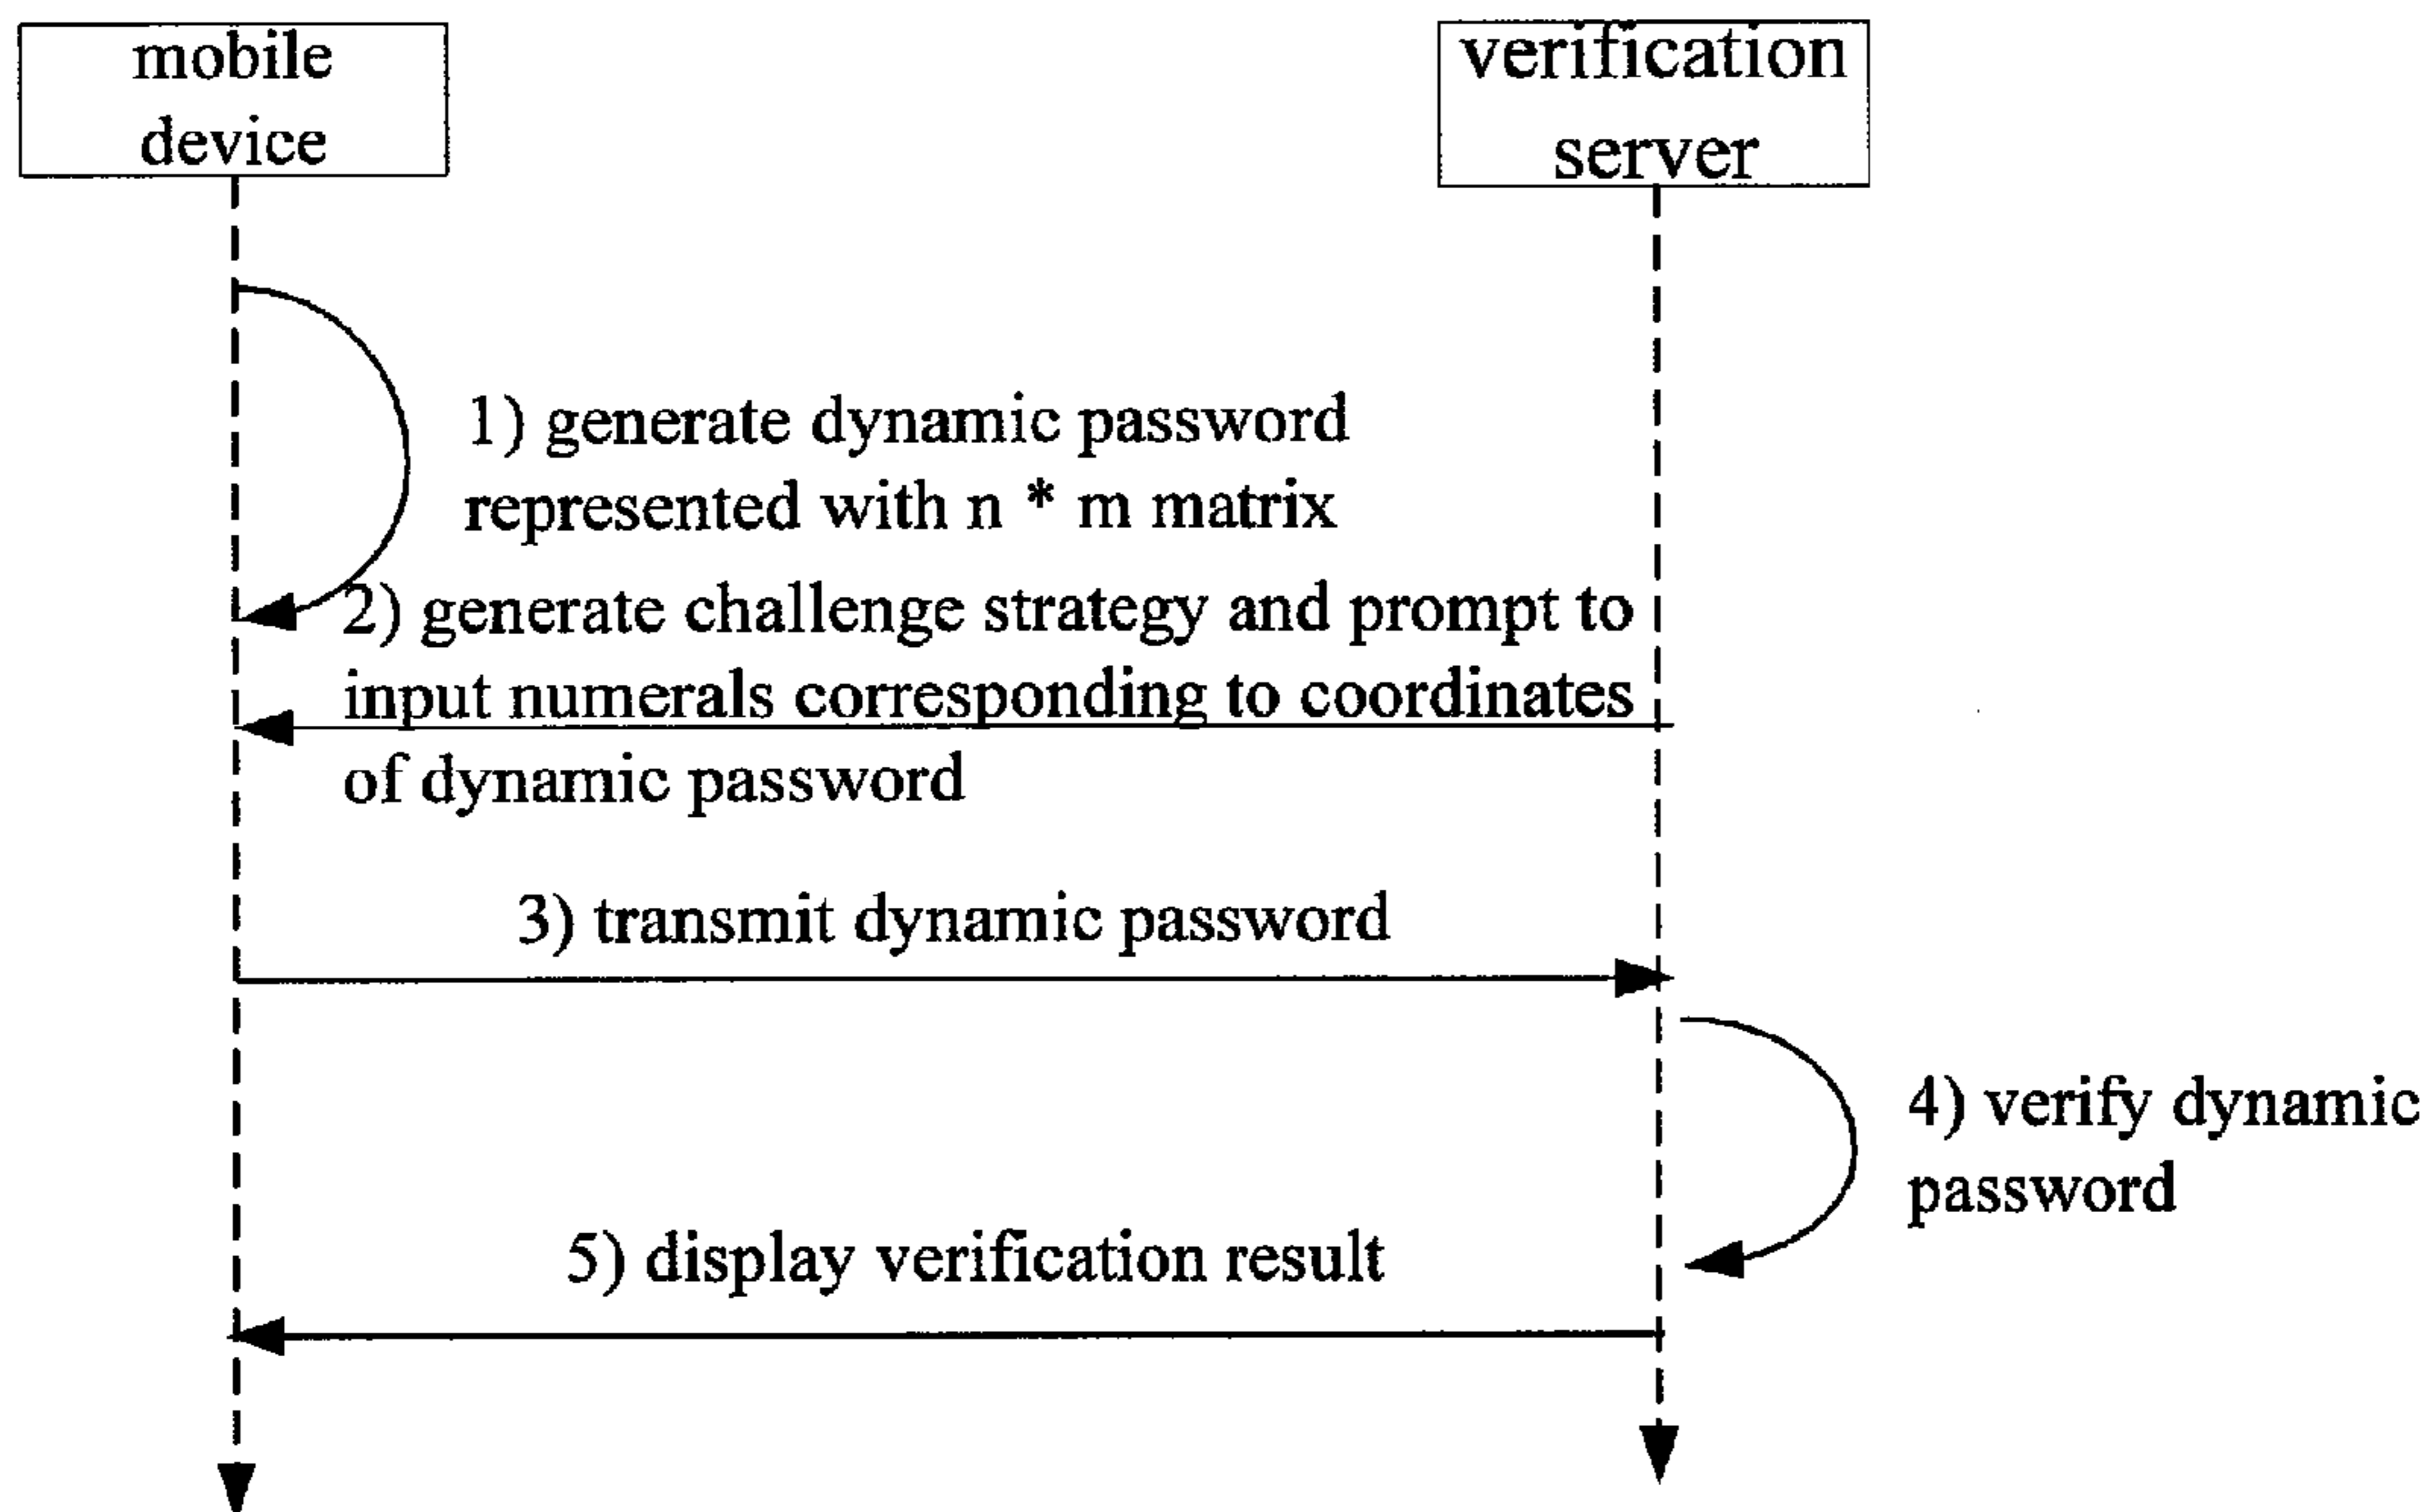 mobile
device
verification
server
1) generate dynamic password
represented with n * m matrix
2) generate challenge strategy and prompt to
input numerals corresponding to coordinates
of dynamic password
3) transmit dynamic password
4) verify dynamic
password
5) display verification result